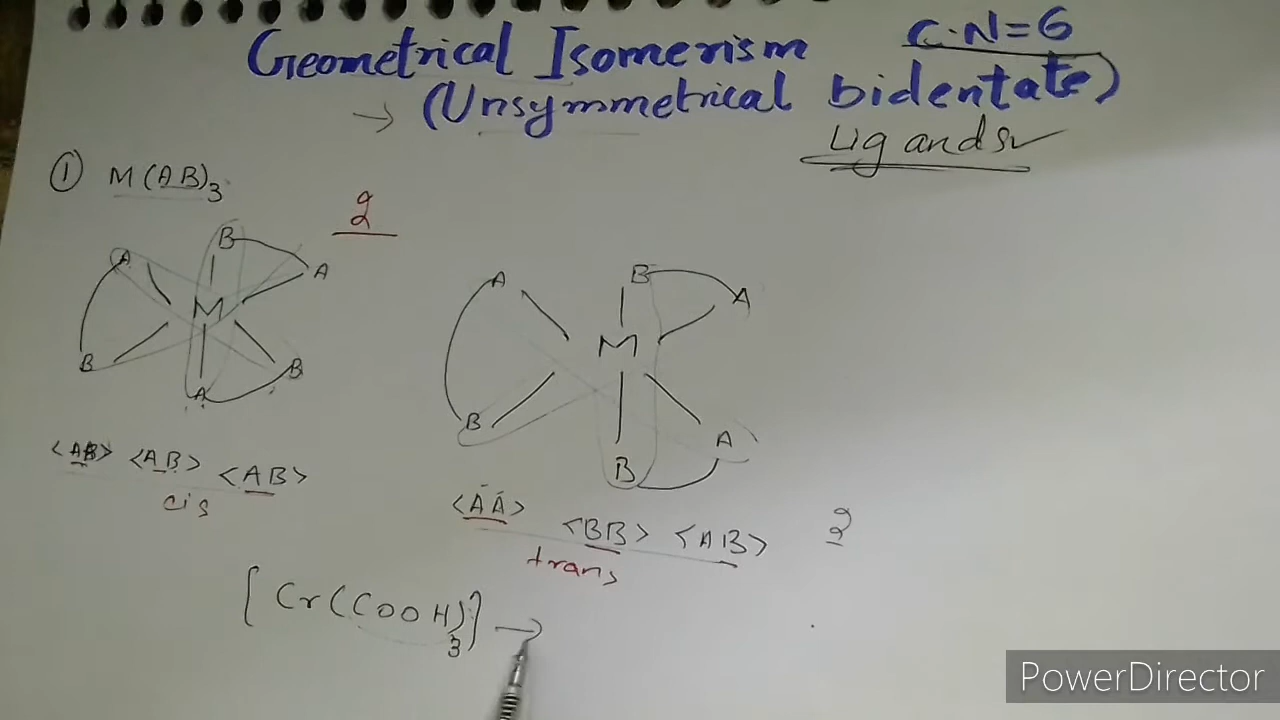 Geometrical Isomerism C.N=6
→ (Unsymmetrical bidentate)
Ligands
① M(AB)3
2
B
A A
M
B B
A
A B A
M
B A
B
<AB> <AB> <AB>
cis
<AA> <BB> <AB> 2
trans
[Cr(COOH)3] →
PowerDirector